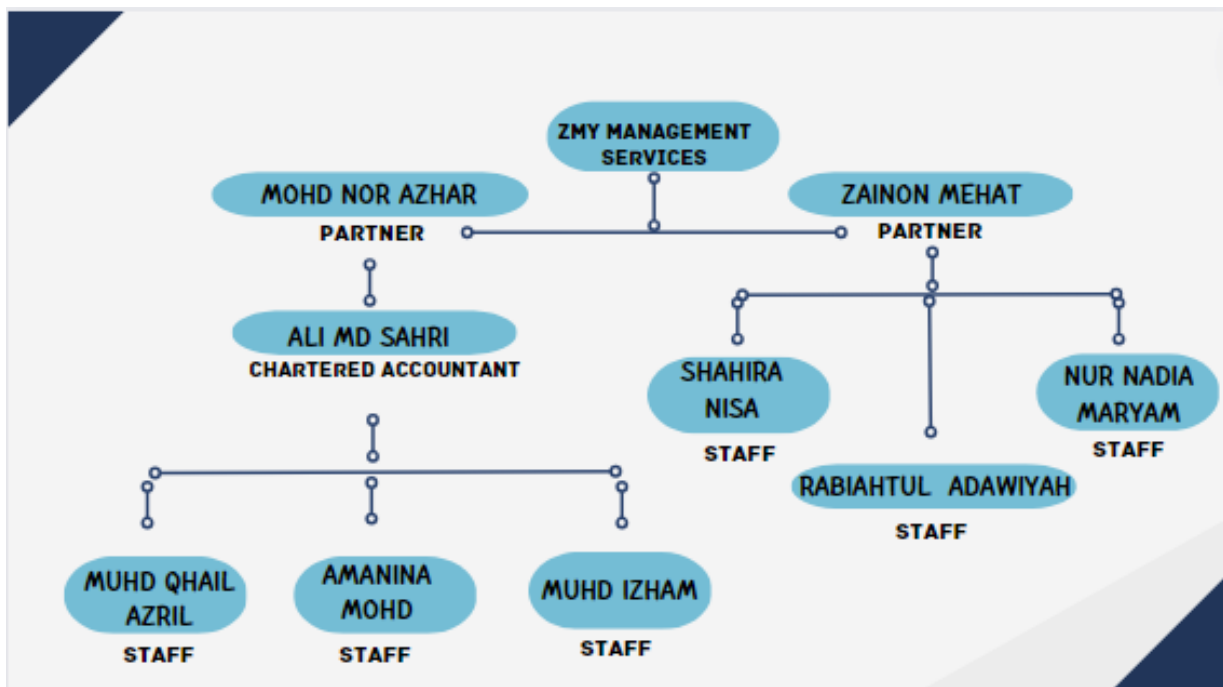 ZMY MANAGEMENT
SERVICES
MOHD NOR AZHAR
PARTNER
ZAINON MEHAT
PARTNER
ALI MD SAHRI
CHARTERED ACCOUNTANT
SHAHIRA
NISA
STAFF
NUR NADIA
MARYAM
STAFF
RABIAHTUL ADAWIYAH
STAFF
MUHD QHAIL
AZRIL
STAFF
AMANINA
MOHD
STAFF
MUHD IZHAM
STAFF